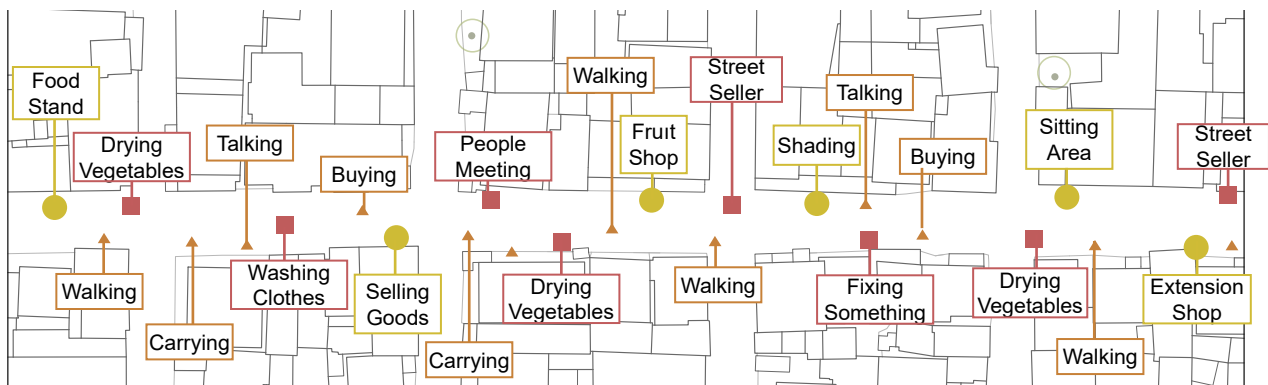 Food
Stand
Drying
Vegetables
Talking
Buying
People
Meeting
Walking
Fruit
Shop
Street
Seller
Shading
Talking
Buying
Sitting
Area
Street
Seller
Walking
Carrying
Washing
Clothes
Selling
Goods
Carrying
Drying
Vegetables
Walking
Fixing
Something
Drying
Vegetables
Walking
Extension
Shop